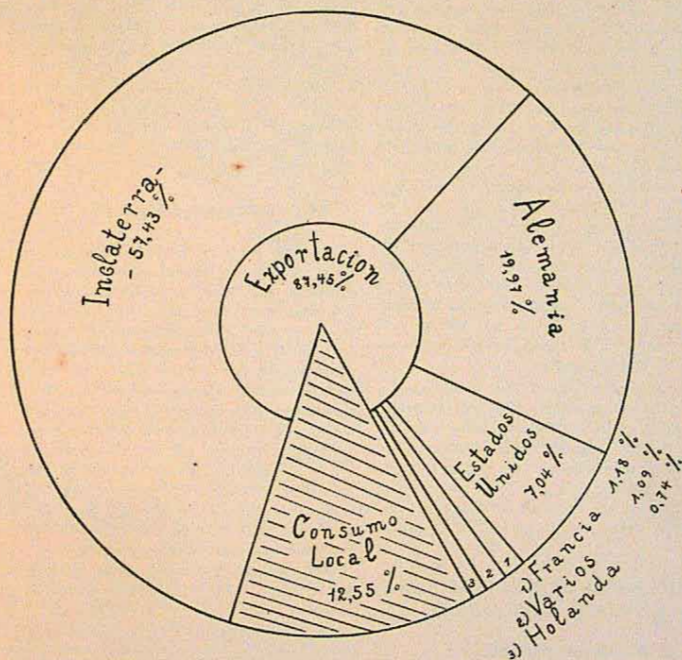 Inglaterra-
- 57,43 %
Exportacion
87,45%
Alemania
19,97 %
Estados
Unidos
7,04 %
Consumo
Local
12,55 %
3 2 1
1) Francia 1,18 %
2) Varios 1,09 %
3) Holanda 0,74 %